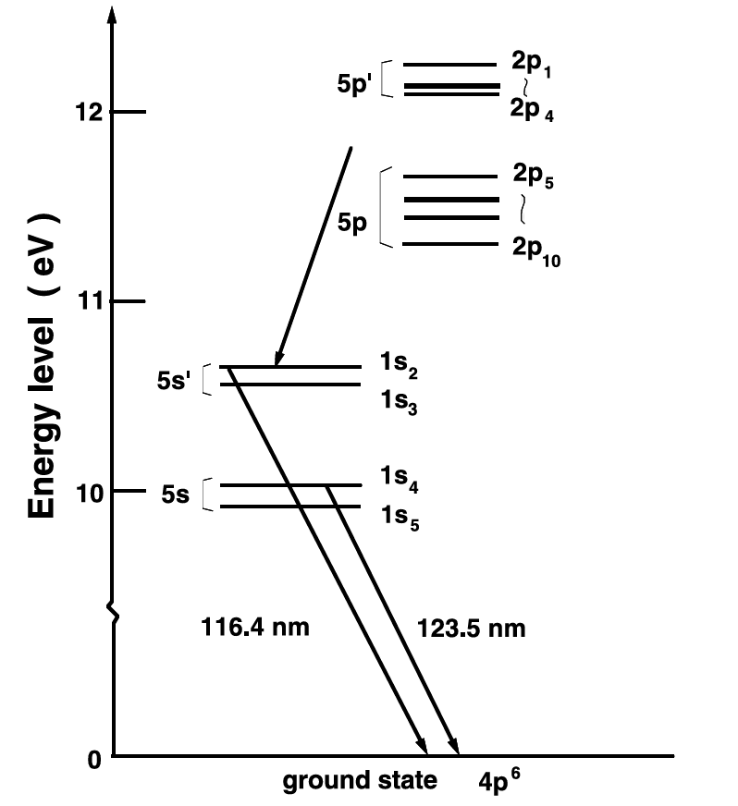 5p' 2p₁
12 2p₄
2p₅
5p
2p₁₀
Energy level ( eV )
11
5s' 1s₂
1s₃
10 5s 1s₄
1s₅
116.4 nm 123.5 nm
0
ground state 4p⁶